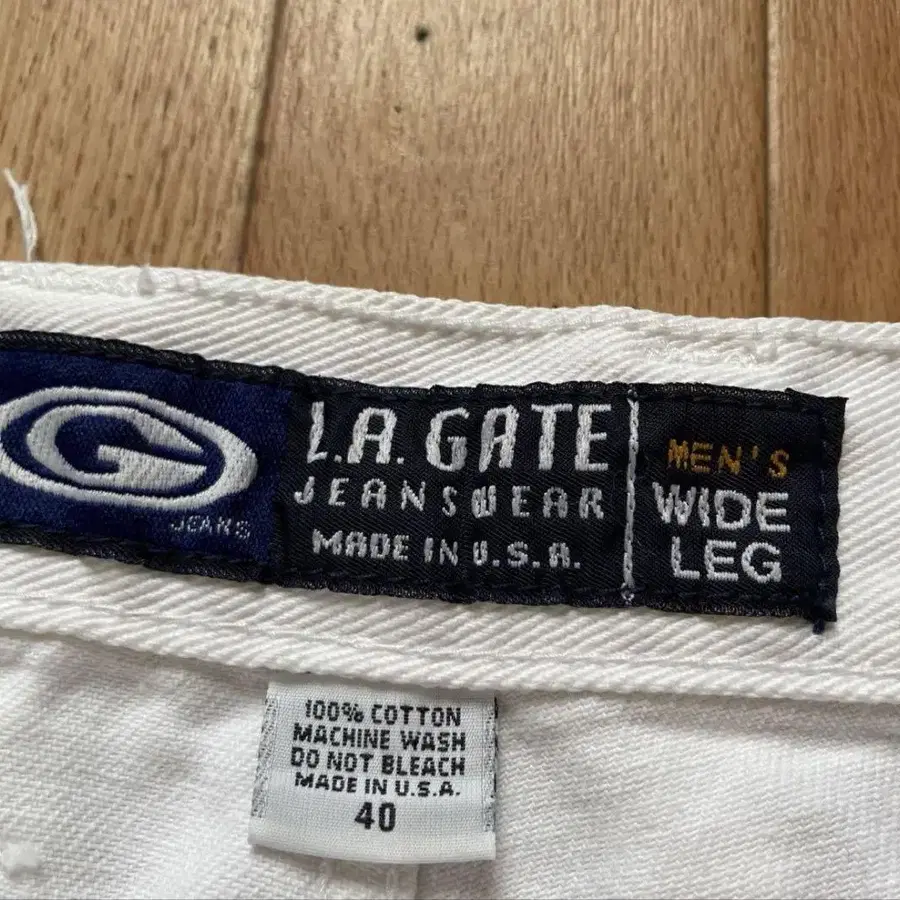 G
JEANS
L.A. GATE
JEANSWEAR
MADE IN U.S.A.
MEN'S
WIDE
LEG
100% COTTON
MACHINE WASH
DO NOT BLEACH
MADE IN U.S.A.
40